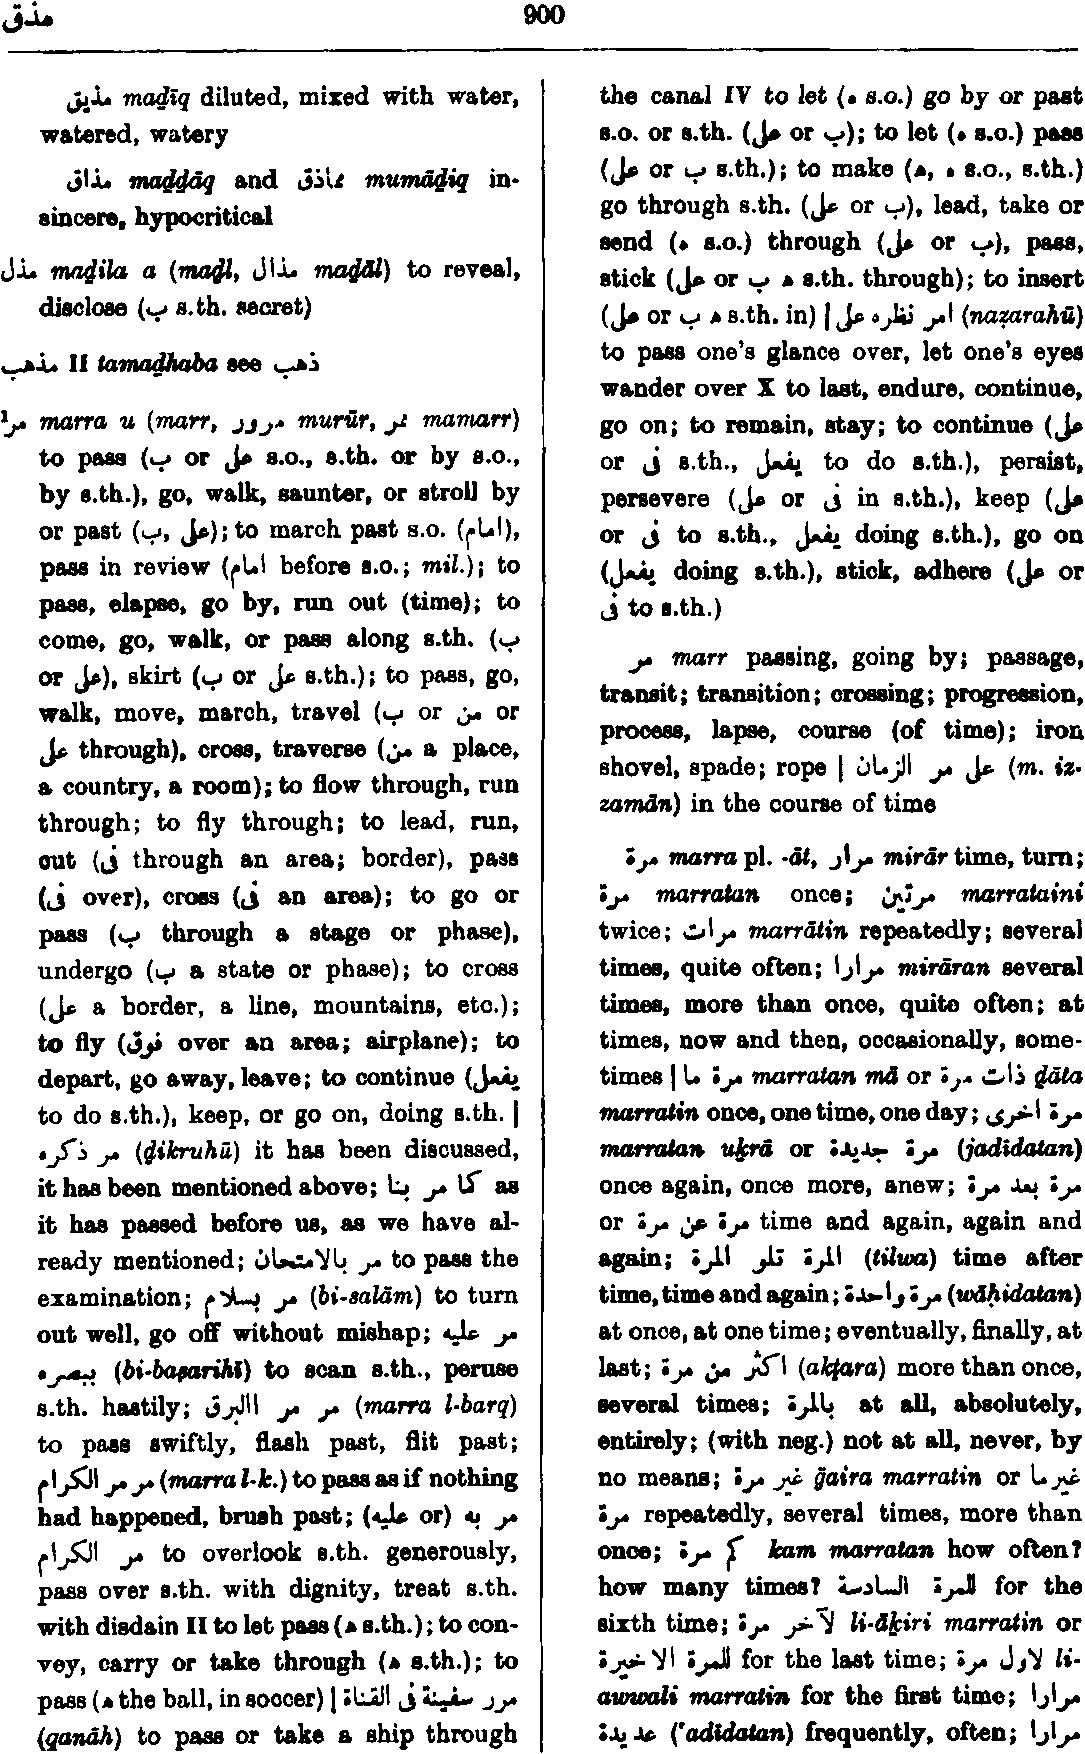 مذق 900
مذيق maḏīq diluted, mixed with water,
watered, watery
مذاق maḏḏāq and مماذق mumāḏiq in-
sincere, hypocritical
مذل maḏila a (maḏl, مذال maḏāl) to reveal,
disclose (ب s.th. secret)
مذهب II tamaḏhaba see ذهب
مر¹ marra u (marr, مرور murūr, ممر mamarr)
to pass (ب or على s.o., s.th. or by s.o.,
by s.th.), go, walk, saunter, or stroll by
or past (ب, على); to march past s.o. (امام),
pass in review (امام before s.o.; mil.); to
pass, elapse, go by, run out (time); to
come, go, walk, or pass along s.th. (ب
or على), skirt (ب or على s.th.); to pass, go,
walk, move, march, travel (ب or من or
على through), cross, traverse (من a place,
a country, a room); to flow through, run
through; to fly through; to lead, run,
cut (فى through an area; border), pass
(فى over), cross (فى an area); to go or
pass (ب through a stage or phase),
undergo (ب a state or phase); to cross
(على a border, a line, mountains, etc.);
to fly (فوق over an area; airplane); to
depart, go away, leave; to continue (يفعل
to do s.th.), keep, or go on, doing s.th. |
مر ذكره (ḏikruhū) it has been discussed,
it has been mentioned above; كما مر بنا as
it has passed before us, as we have al-
ready mentioned; مر بالامتحان to pass the
examination; مر بسلام (bi-salām) to turn
out well, go off without mishap; مر عليه
ببصره (bi-baṣarihī) to scan s.th., peruse
s.th. hastily; مر مر البرق (marra l-barq)
to pass swiftly, flash past, flit past;
مر مر الكرام (marra l-k.) to pass as if nothing
had happened, brush past; مر به (or عليه)
مر الكرام to overlook s.th. generously,
pass over s.th. with dignity, treat s.th.
with disdain II to let pass (ه s.th.); to con-
vey, carry or take through (ه s.th.); to
pass (ه the ball, in soccer) | مرر سفينة فى القناة
(qanāh) to pass or take a ship through
the canal IV to let (ه s.o.) go by or past
s.o. or s.th. (على or ب); to let (ه s.o.) pass
(على or ب s.th.); to make (ه, ه s.o., s.th.)
go through s.th. (على or ب), lead, take or
send (ه s.o.) through (على or ب), pass,
stick (على or ب ه s.th. through); to insert
(على or ب ه s.th. in) | امر نظره على (naẓarahū)
to pass one's glance over, let one's eyes
wander over X to last, endure, continue,
go on; to remain, stay; to continue (على
or فى s.th., يفعل to do s.th.), persist,
persevere (على or فى in s.th.), keep (على
or فى to s.th., يفعل doing s.th.), go on
(يفعل doing s.th.), stick, adhere (على or
فى to s.th.)
مر marr passing, going by; passage,
transit; transition; crossing; progression,
process, lapse, course (of time); iron
shovel, spade; rope | على مر الزمان (m. iz-
zamān) in the course of time
مرة marra pl. -āt, مرار mirār time, turn;
مرة marratan once; مرتين marrataini
twice; مرات marrātin repeatedly; several
times, quite often; مرارا mirāran several
times, more than once, quite often; at
times, now and then, occasionally, some-
times | مرة ما marratan mā or ذات مرة ḏāta
marratin once, one time, one day; مرة اخرى
marratan uḵrā or مرة جديدة (jadīdatan)
once again, once more, anew; مرة بعد مرة
or مرة عن مرة time and again, again and
again; المرة تلو المرة (tilwa) time after
time, time and again; مرة واحدة (wāḥidatan)
at once, at one time; eventually, finally, at
last; اكثر من مرة (akṯara) more than once,
several times; بالمرة at all, absolutely,
entirely; (with neg.) not at all, never, by
no means; غير مرة ḡaira marratin or غير ما
مرة repeatedly, several times, more than
once; كم مرة kam marratan how often?
how many times? للمرة السادسة for the
sixth time; لآخر مرة li-āḵiri marratin or
للمرة الاخيرة for the last time; لاول مرة li-
awwali marratin for the first time; مرارا
عديدة ('adīdatan) frequently, often; مرارا